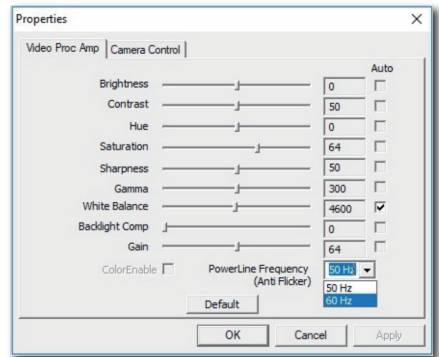 Properties
Video Proc Amp Camera Control
Auto
Brightness 0
Contrast 50
Hue 0
Saturation 64
Sharpness 50
Gamma 300
White Balance 4600
Backlight Comp 0
Gain 64
ColorEnable PowerLine Frequency 50 Hz
(Anti Flicker)
50 Hz
60 Hz
Default
OK Cancel Apply